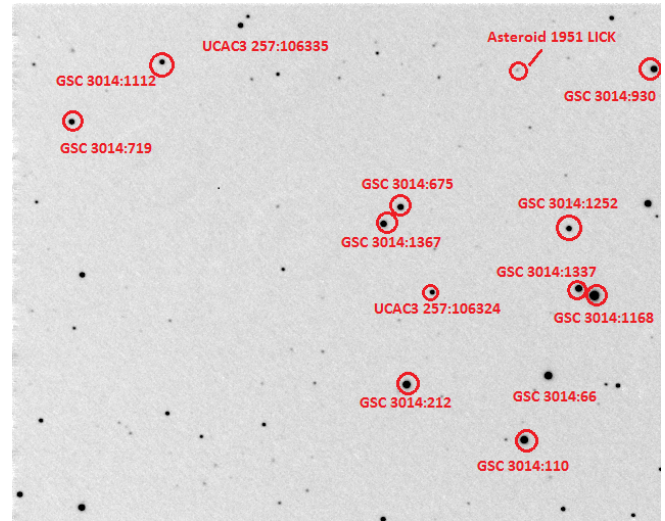 UCAC3 257:106335
Asteroid 1951 LICK
GSC 3014:1112
GSC 3014:930
GSC 3014:719
GSC 3014:675
GSC 3014:1252
GSC 3014:1367
GSC 3014:1337
UCAC3 257:106324
GSC 3014:1168
GSC 3014:212
GSC 3014:66
GSC 3014:110